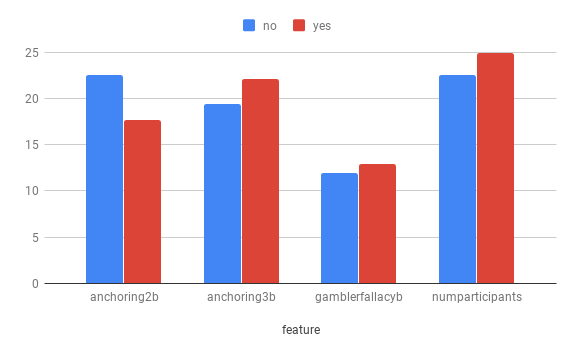 no yes
25
20
15
10
5
0
anchoring2b anchoring3b gamblerfallacyb numparticipants
feature